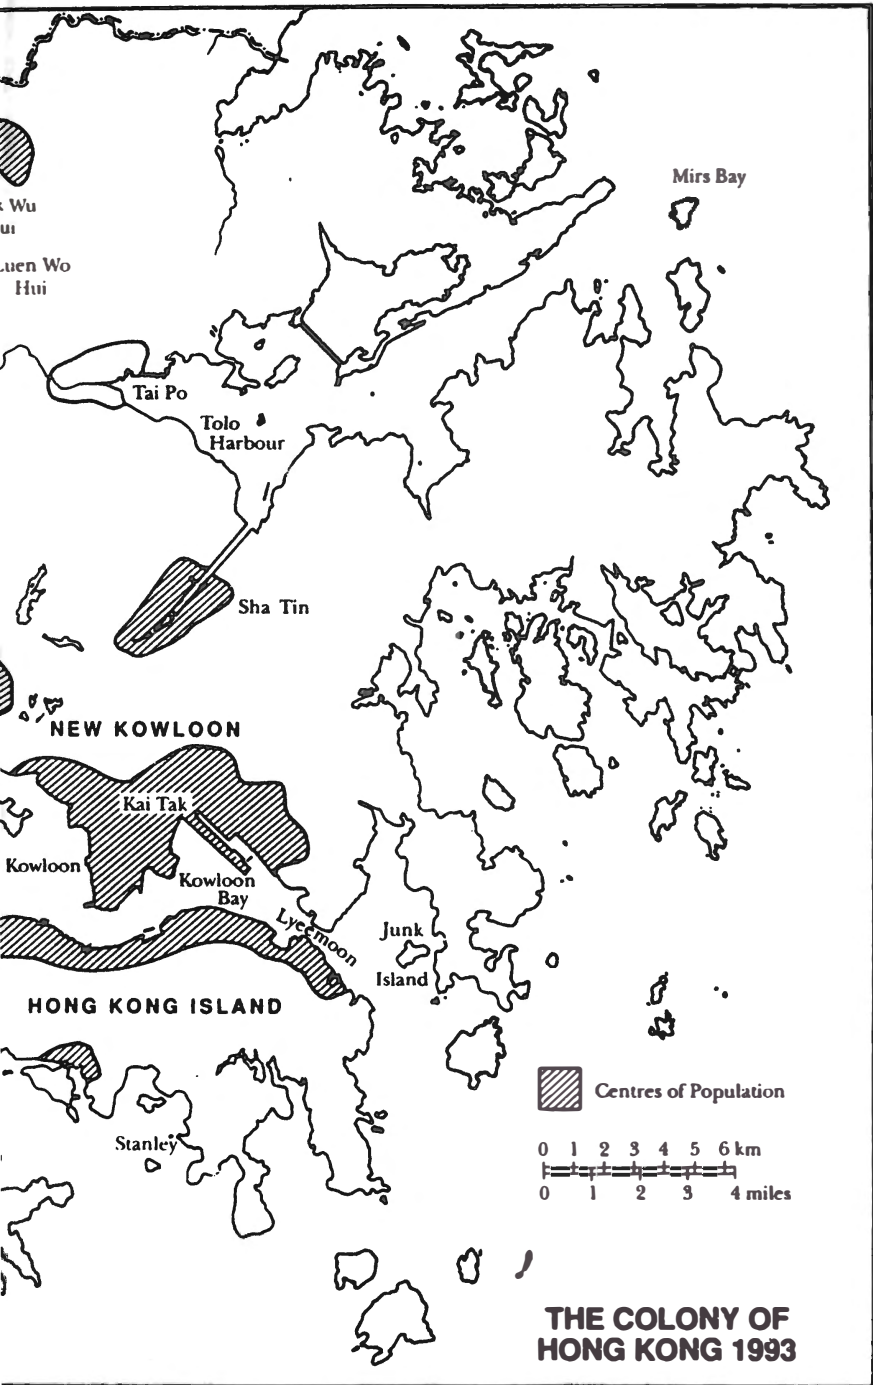 Mirs Bay
Wu
Luen Wo
Hui
Tai Po
Tolo
Harbour
Sha Tin
NEW KOWLOON
Kai Tak
Kowloon
Kowloon
Bay
Lyeemoon
Junk
Island
HONG KONG ISLAND
Centres of Population
Stanley
0 1 2 3 4 5 6 km
0 1 2 3 4 miles
THE COLONY OF
HONG KONG 1993